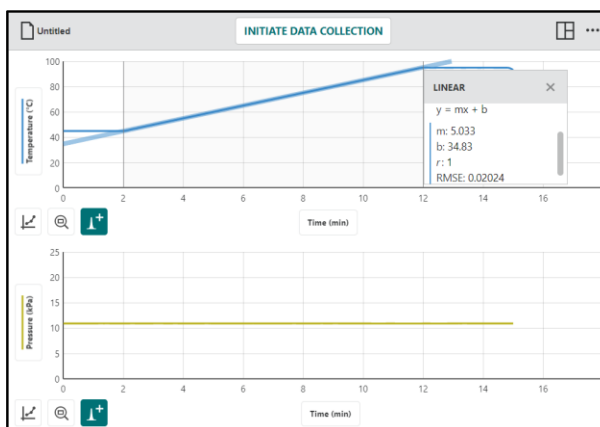 Untitled
INITIATE DATA COLLECTION
Temperature (°C)
100
80
60
40
20
0
LINEAR
y = mx + b
m: 5.033
b: 34.83
r: 1
RMSE: 0.02024
0 2 4 6 8 10 12 14 16
Time (min)
Pressure (kPa)
25
20
15
10
5
0
0 2 4 6 8 10 12 14 16
Time (min)